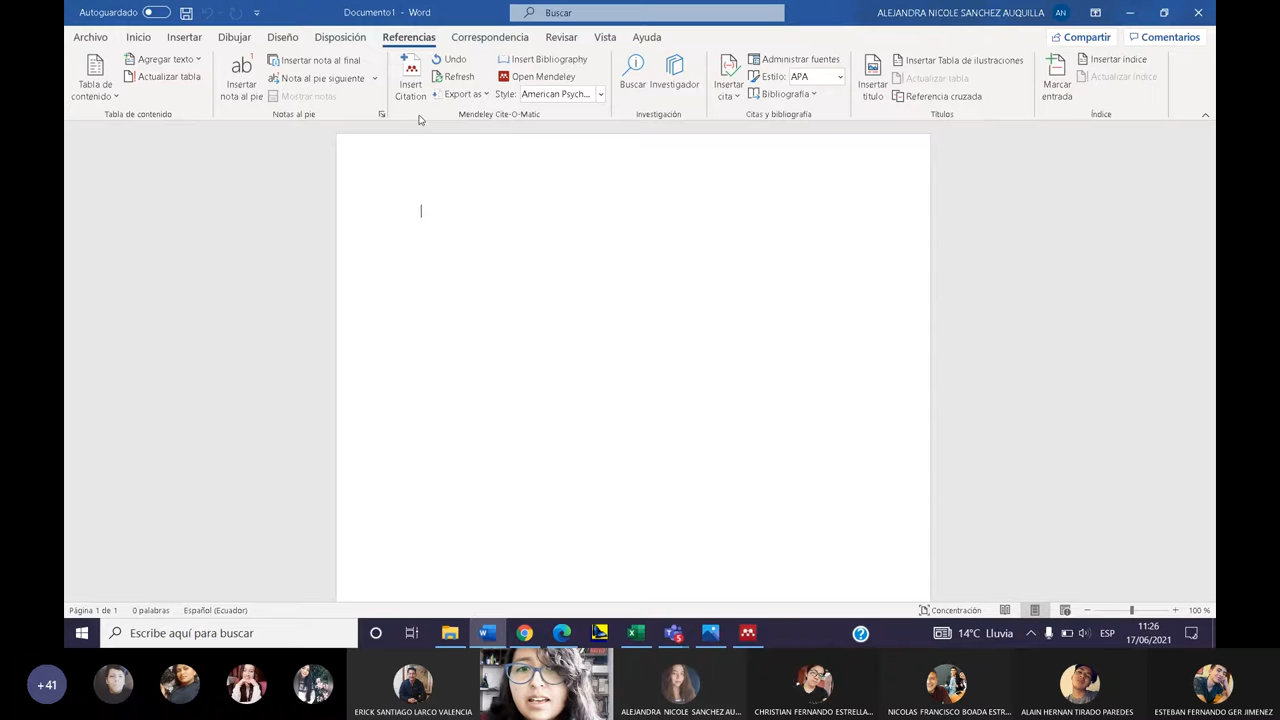 Autoguardado
Documento1 - Word
Buscar
ALEJANDRA NICOLE SANCHEZ AUQUILLA
AN
Archivo Inicio Insertar Dibujar Diseño Disposición Referencias Correspondencia Revisar Vista Ayuda
Compartir
Comentarios
Tabla de
contenido
Agregar texto
Actualizar tabla
Tabla de contenido
ab
Insertar
nota al pie
Insertar nota al final
Nota al pie siguiente
Mostrar notas
Notas al pie
Insert
Citation
Undo
Refresh
Export as
Insert Bibliography
Open Mendeley
Style: American Psych...
Mendeley Cite-O-Matic
Buscar
Investigador
Investigación
Insertar
cita
Administrar fuentes
Estilo: APA
Bibliografía
Citas y bibliografía
Insertar
título
Insertar Tabla de ilustraciones
Actualizar tabla
Referencia cruzada
Títulos
Marcar
entrada
Insertar índice
Actualizar índice
Índice
Página 1 de 1
0 palabras
Español (Ecuador)
Concentración
100 %
Escribe aquí para buscar
14°C Lluvia
ESP
11:26
17/06/2021
+41
ERICK SANTIAGO LARCO VALENCIA
ALEJANDRA NICOLE SANCHEZ AUQ...
CHRISTIAN FERNANDO ESTRELLA...
NICOLAS FRANCISCO BOADA ESTR...
ALAIN HERNAN TIRADO PAREDES
ESTEBAN FERNANDO GER JIMENEZ